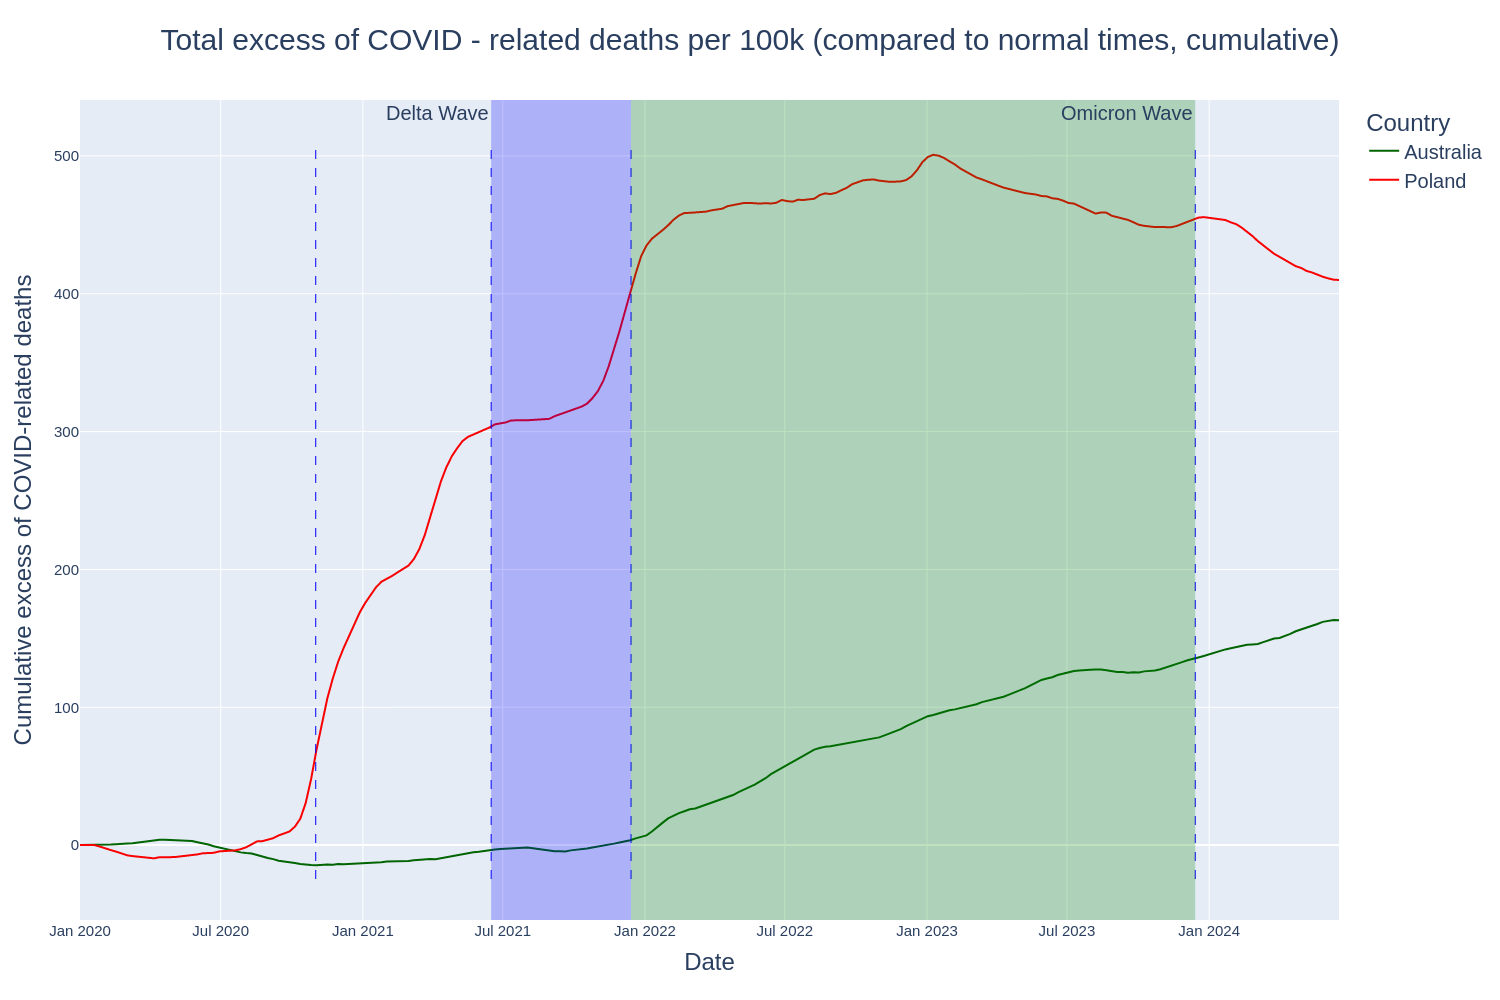 Total excess of COVID - related deaths per 100k (compared to normal times, cumulative)
Delta Wave
Omicron Wave
Country
Australia
Poland
500
400
300
200
100
0
Cumulative excess of COVID-related deaths
Jan 2020
Jul 2020
Jan 2021
Jul 2021
Jan 2022
Jul 2022
Jan 2023
Jul 2023
Jan 2024
Date